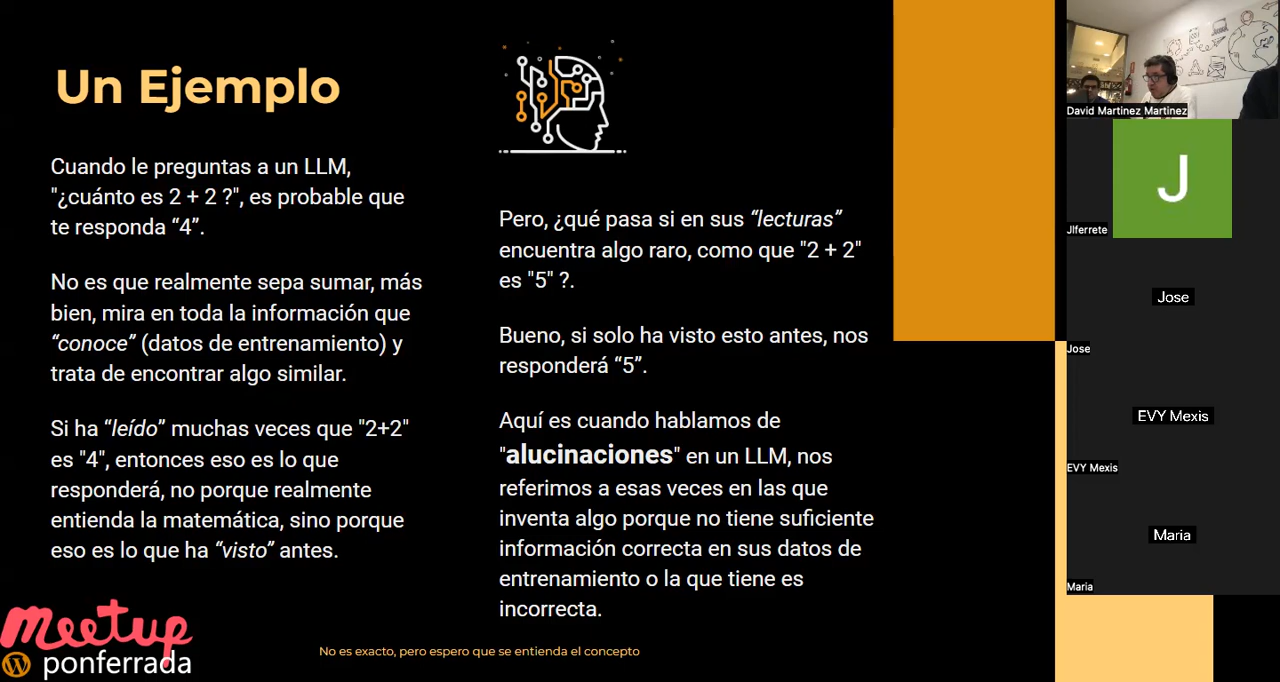 Un Ejemplo
Cuando le preguntas a un LLM,
"¿cuánto es 2 + 2 ?", es probable que
te responda “4”.
No es que realmente sepa sumar, más
bien, mira en toda la información que
“conoce” (datos de entrenamiento) y
trata de encontrar algo similar.
Si ha “leído” muchas veces que "2+2"
es "4", entonces eso es lo que
responderá, no porque realmente
entienda la matemática, sino porque
eso es lo que ha “visto” antes.
Pero, ¿qué pasa si en sus “lecturas”
encuentra algo raro, como que "2 + 2"
es "5" ?.
Bueno, si solo ha visto esto antes, nos
responderá “5”.
Aquí es cuando hablamos de
"alucinaciones" en un LLM, nos
referimos a esas veces en las que
inventa algo porque no tiene suficiente
información correcta en sus datos de
entrenamiento o la que tiene es
incorrecta.
No es exacto, pero espero que se entienda el concepto
meetup
ponferrada
David Martinez Martinez
J
Jlferrete
Jose
Jose
EVY Mexis
EVY Mexis
Maria
Maria